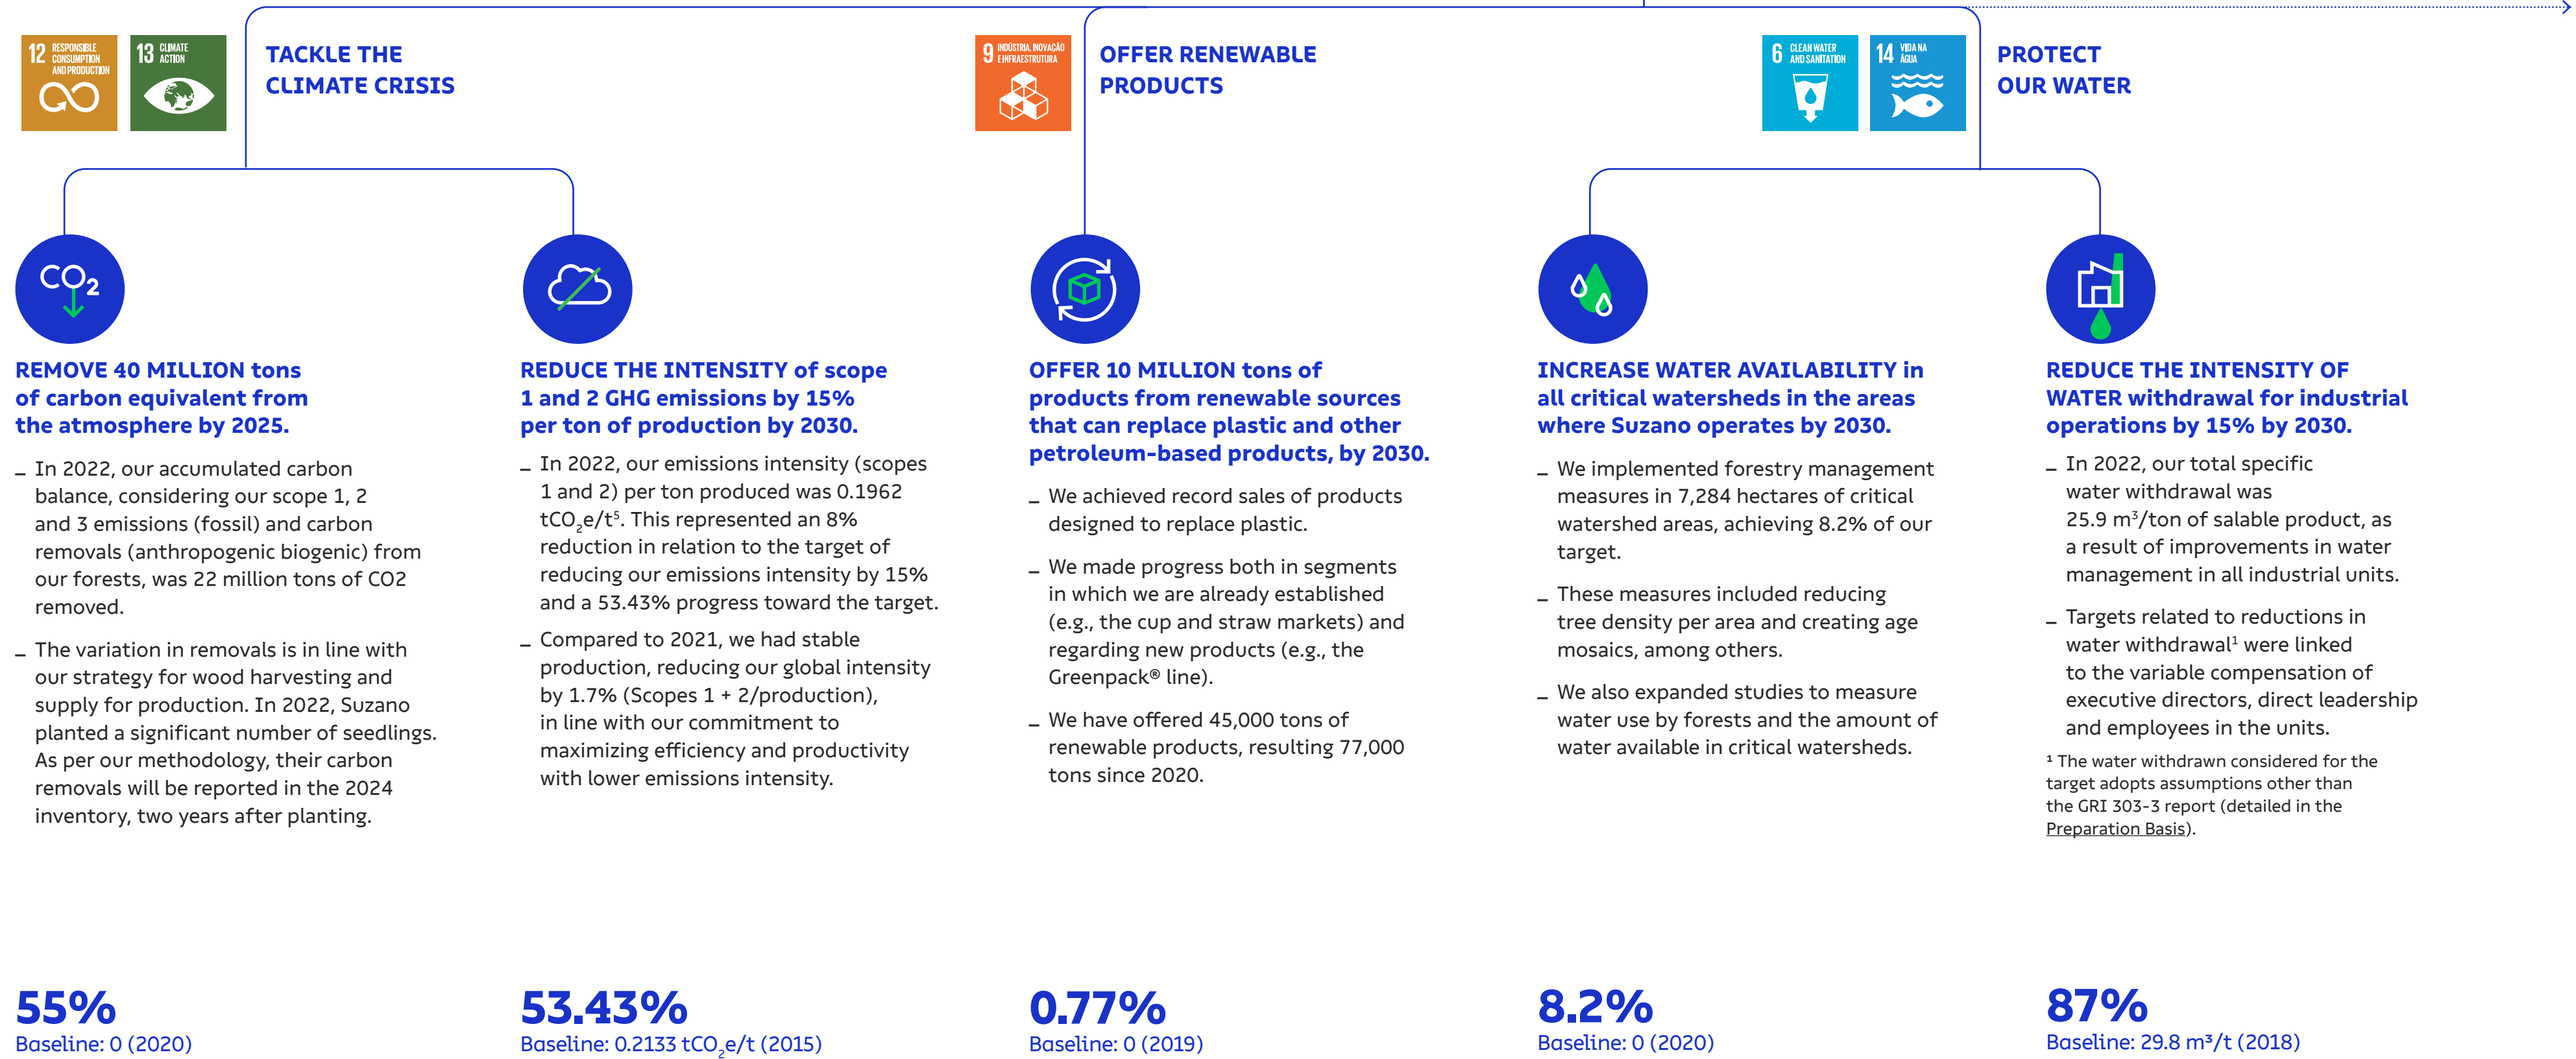 12 RESPONSIBLE
CONSUMPTION
AND PRODUCTION
13 CLIMATE
ACTION
TACKLE THE
CLIMATE CRISIS
9 INDÚSTRIA, INOVAÇÃO
E INFRAESTRUTURA
OFFER RENEWABLE
PRODUCTS
6 CLEAN WATER
AND SANITATION
14 VIDA NA
ÁGUA
PROTECT
OUR WATER
CO2
REMOVE 40 MILLION tons
of carbon equivalent from
the atmosphere by 2025.
– In 2022, our accumulated carbon
balance, considering our scope 1, 2
and 3 emissions (fossil) and carbon
removals (anthropogenic biogenic) from
our forests, was 22 million tons of CO2
removed.
– The variation in removals is in line with
our strategy for wood harvesting and
supply for production. In 2022, Suzano
planted a significant number of seedlings.
As per our methodology, their carbon
removals will be reported in the 2024
inventory, two years after planting.
55%
Baseline: 0 (2020)
REDUCE THE INTENSITY of scope
1 and 2 GHG emissions by 15%
per ton of production by 2030.
– In 2022, our emissions intensity (scopes
1 and 2) per ton produced was 0.1962
tCO₂e/t⁵. This represented an 8%
reduction in relation to the target of
reducing our emissions intensity by 15%
and a 53.43% progress toward the target.
– Compared to 2021, we had stable
production, reducing our global intensity
by 1.7% (Scopes 1 + 2/production),
in line with our commitment to
maximizing efficiency and productivity
with lower emissions intensity.
53.43%
Baseline: 0.2133 tCO₂e/t (2015)
OFFER 10 MILLION tons of
products from renewable sources
that can replace plastic and other
petroleum-based products, by 2030.
– We achieved record sales of products
designed to replace plastic.
– We made progress both in segments
in which we are already established
(e.g., the cup and straw markets) and
regarding new products (e.g., the
Greenpack® line).
– We have offered 45,000 tons of
renewable products, resulting 77,000
tons since 2020.
0.77%
Baseline: 0 (2019)
INCREASE WATER AVAILABILITY in
all critical watersheds in the areas
where Suzano operates by 2030.
– We implemented forestry management
measures in 7,284 hectares of critical
watershed areas, achieving 8.2% of our
target.
– These measures included reducing
tree density per area and creating age
mosaics, among others.
– We also expanded studies to measure
water use by forests and the amount of
water available in critical watersheds.
8.2%
Baseline: 0 (2020)
REDUCE THE INTENSITY OF
WATER withdrawal for industrial
operations by 15% by 2030.
– In 2022, our total specific
water withdrawal was
25.9 m³/ton of salable product, as
a result of improvements in water
management in all industrial units.
– Targets related to reductions in
water withdrawal¹ were linked
to the variable compensation of
executive directors, direct leadership
and employees in the units.
¹ The water withdrawn considered for the
target adopts assumptions other than
the GRI 303-3 report (detailed in the
Preparation Basis).
87%
Baseline: 29.8 m³/t (2018)